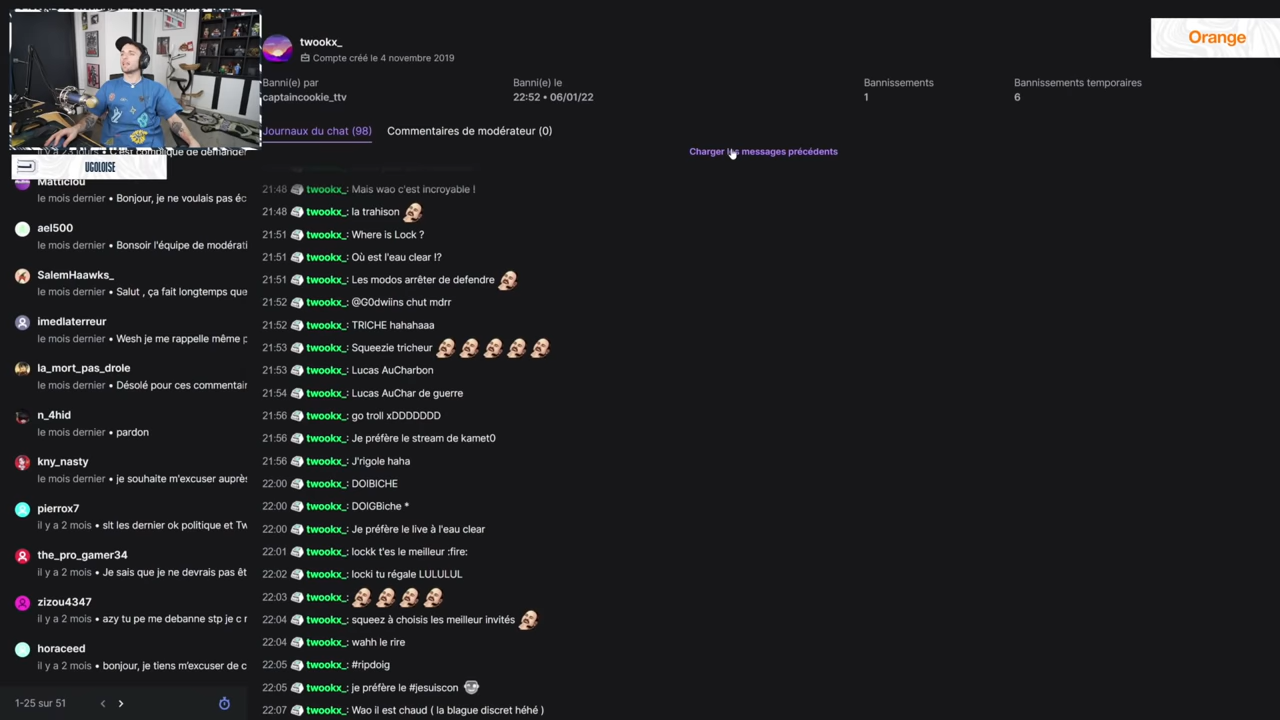 twookx_
Compte créé le 4 novembre 2019
Orange
Banni(e) par
captaincookie_ttv
Banni(e) le
22:52 • 06/01/22
Bannissements
1
Bannissements temporaires
6
Journaux du chat (98)
Commentaires de modérateur (0)
Charger les messages précédents
UGOLOISE
le mois dernier • Bonjour, je ne voulais pas éc
ael500
le mois dernier • Bonsoir l'équipe de modérati
SalemHaawks_
le mois dernier • Salut , ça fait longtemps que
imedlaterreur
le mois dernier • Wesh je me rappelle même p
la_mort_pas_drole
le mois dernier • Désolé pour ces commentair
n_4hid
le mois dernier • pardon
kny_nasty
le mois dernier • je souhaite m'excuser auprès
pierrox7
il y a 2 mois • slt les dernier ok politique et Tw
the_pro_gamer34
il y a 2 mois • Je sais que je ne devrais pas êt
zizou4347
il y a 2 mois • azy tu pe me debanne stp je c r
horaceed
il y a 2 mois • bonjour, je tiens m'excuser de c
1-25 sur 51
21:48 twookx_: Mais wao c'est incroyable !
21:48 twookx_: la trahison
21:51 twookx_: Where is Lock ?
21:51 twookx_: Où est l'eau clear !?
21:51 twookx_: Les modos arrêter de defendre
21:52 twookx_: @G0dwiins chut mdrr
21:52 twookx_: TRICHE hahahaaa
21:53 twookx_: Squeezie tricheur
21:53 twookx_: Lucas AuCharbon
21:54 twookx_: Lucas AuChar de guerre
21:56 twookx_: go troll xDDDDDDD
21:56 twookx_: Je préfère le stream de kamet0
21:56 twookx_: J'rigole haha
22:00 twookx_: DOIBICHE
22:00 twookx_: DOIGBiche *
22:00 twookx_: Je préfère le live à l'eau clear
22:01 twookx_: lockk t'es le meilleur :fire:
22:02 twookx_: locki tu régale LULULUL
22:03 twookx_:
22:04 twookx_: squeez à choisis les meilleur invités
22:04 twookx_: wahh le rire
22:05 twookx_: #ripdoig
22:05 twookx_: je préfère le #jesuiscon
22:07 twookx_: Wao il est chaud ( la blague discret héhé )